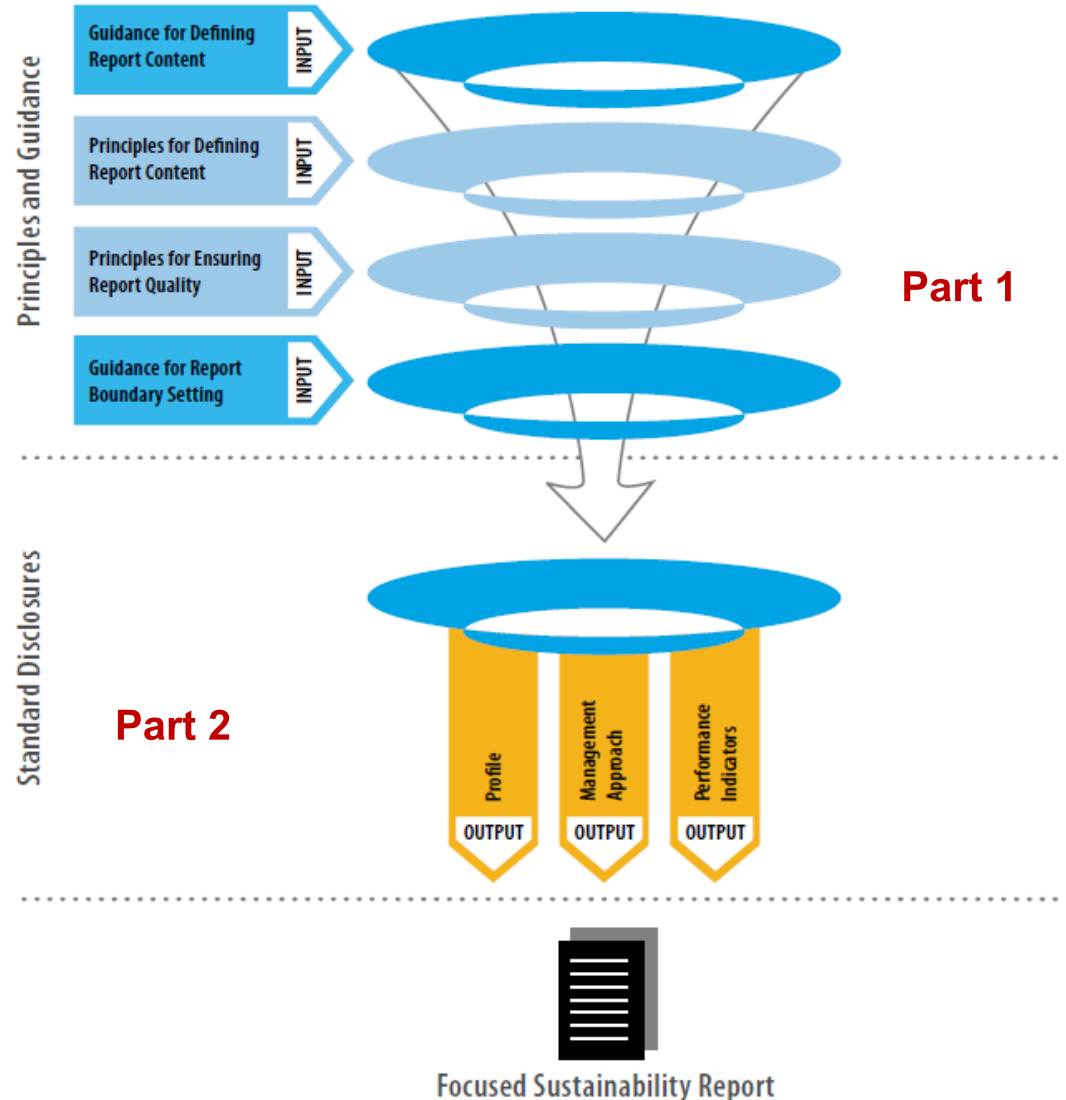 Principles and Guidance
Guidance for Defining
Report Content
INPUT
Principles for Defining
Report Content
INPUT
Principles for Ensuring
Report Quality
INPUT
Guidance for Report
Boundary Setting
INPUT
Part 1
Standard Disclosures
Part 2
Profile
OUTPUT
Management
Approach
OUTPUT
Performance
Indicators
OUTPUT
Focused Sustainability Report